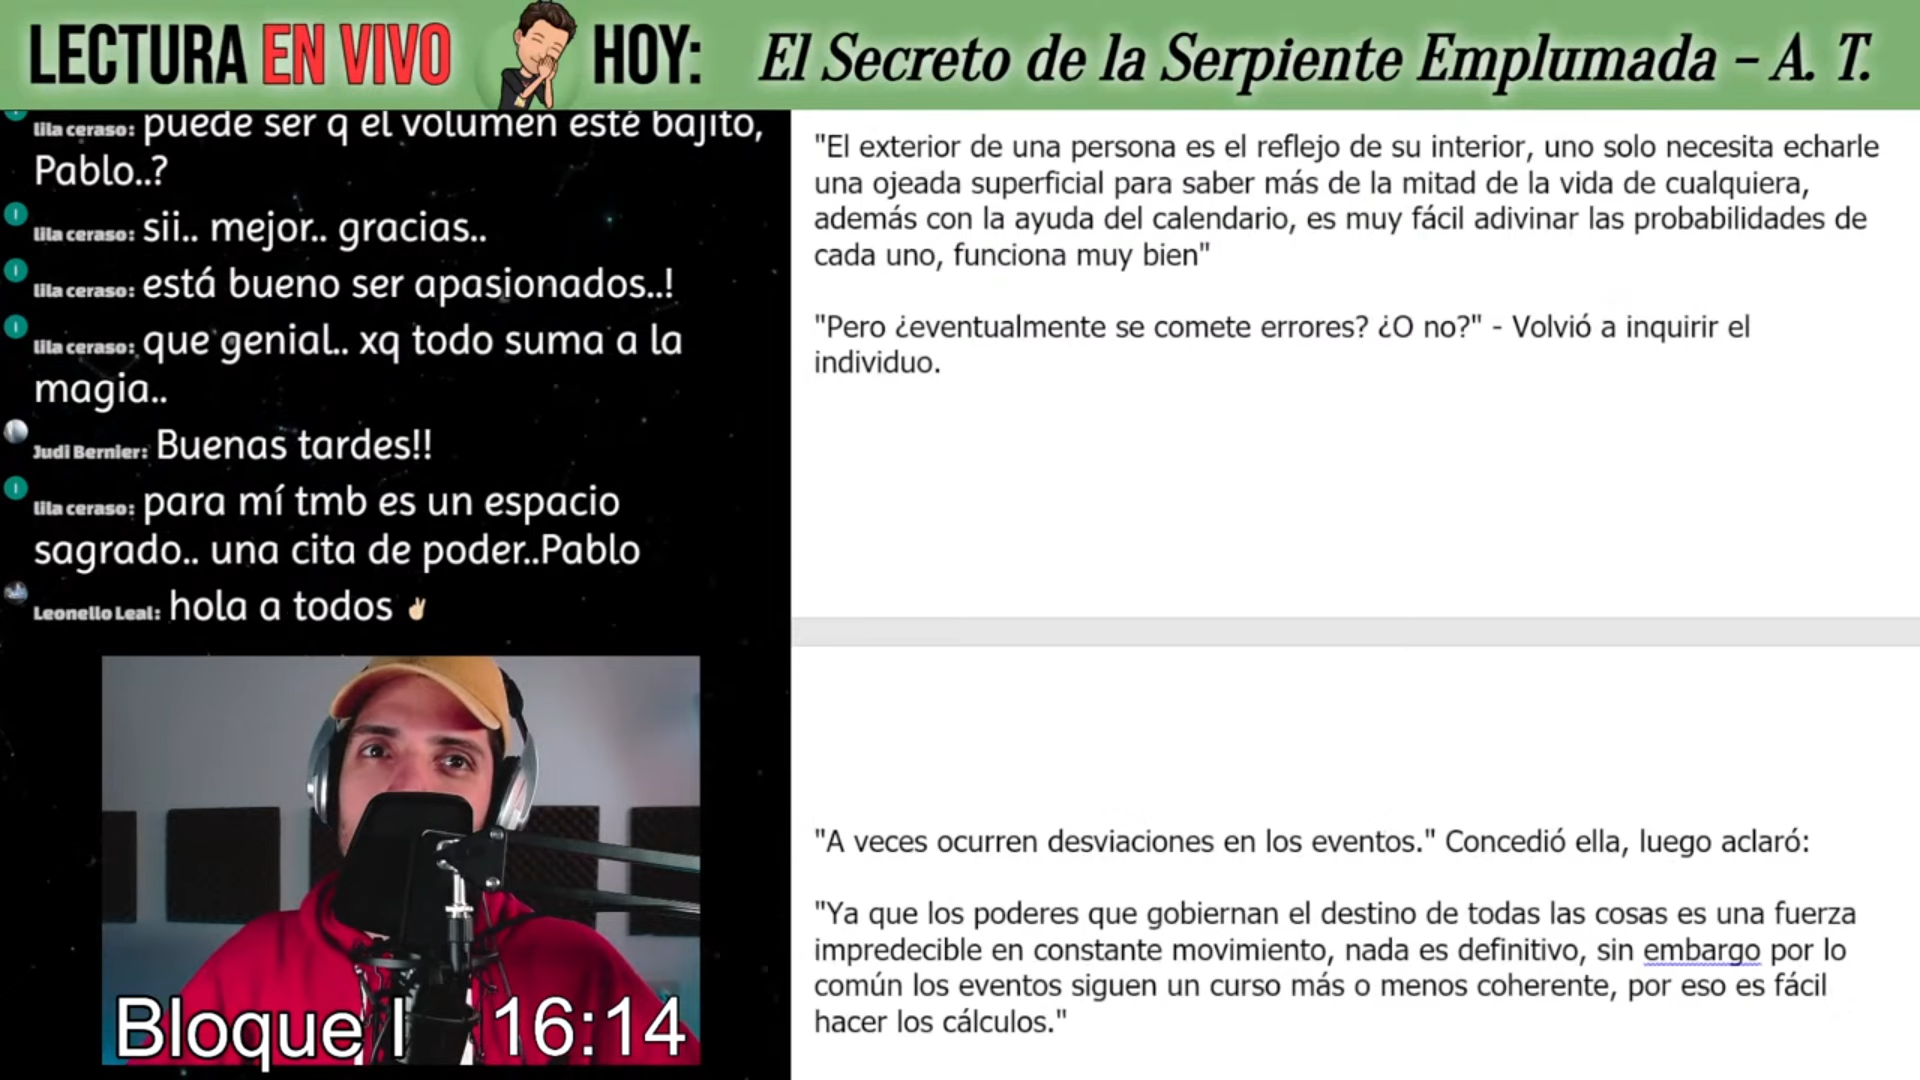 LECTURA EN VIVO HOY: El Secreto de la Serpiente Emplumada - A. T.
lila ceraso: puede ser q el volumen esté bajito,
Pablo..?
lila ceraso: sii.. mejor.. gracias..
lila ceraso: está bueno ser apasionados..!
lila ceraso: que genial.. xq todo suma a la
magia..
Judi Bernier: Buenas tardes!!
lila ceraso: para mí tmb es un espacio
sagrado.. una cita de poder..Pablo
Leonello Leal: hola a todos ✌🏻
Bloque I 16:14
"El exterior de una persona es el reflejo de su interior, uno solo necesita echarle
una ojeada superficial para saber más de la mitad de la vida de cualquiera,
además con la ayuda del calendario, es muy fácil adivinar las probabilidades de
cada uno, funciona muy bien"
"Pero ¿eventualmente se comete errores? ¿O no?" - Volvió a inquirir el
individuo.
"A veces ocurren desviaciones en los eventos." Concedió ella, luego aclaró:
"Ya que los poderes que gobiernan el destino de todas las cosas es una fuerza
impredecible en constante movimiento, nada es definitivo, sin embargo por lo
común los eventos siguen un curso más o menos coherente, por eso es fácil
hacer los cálculos."